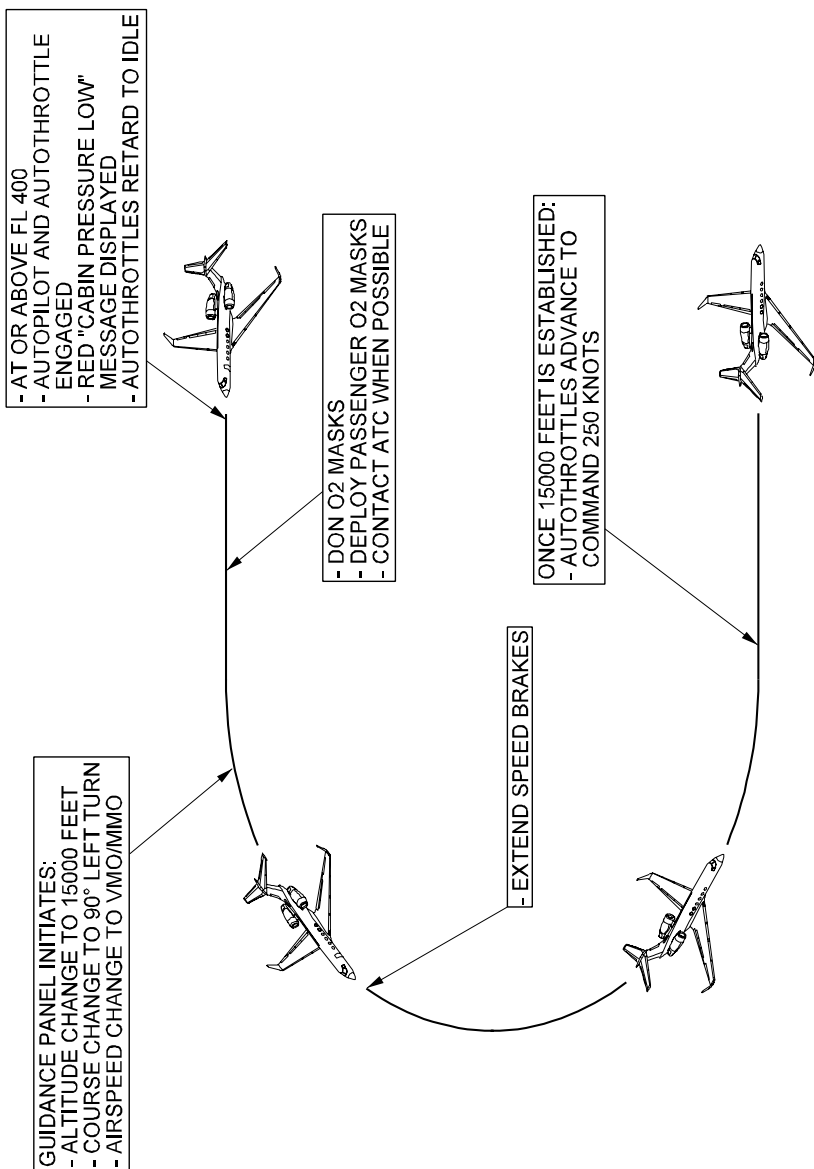 - AT OR ABOVE FL 400
- AUTOPILOT AND AUTOTHROTTLE
ENGAGED
- RED "CABIN PRESSURE LOW"
MESSAGE DISPLAYED
- AUTOTHROTTLES RETARD TO IDLE
- DON O2 MASKS
- DEPLOY PASSENGER O2 MASKS
- CONTACT ATC WHEN POSSIBLE
GUIDANCE PANEL INITIATES:
- ALTITUDE CHANGE TO 15000 FEET
- COURSE CHANGE TO 90° LEFT TURN
- AIRSPEED CHANGE TO VMO/MMO
- EXTEND SPEED BRAKES
ONCE 15000 FEET IS ESTABLISHED:
- AUTOTHROTTLES ADVANCE TO
COMMAND 250 KNOTS